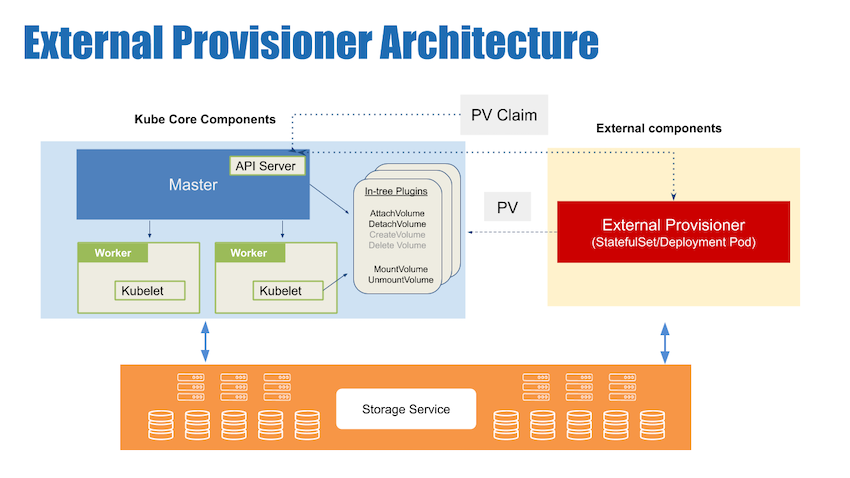 External Provisioner Architecture
Kube Core Components
PV Claim
External components
API Server
Master
In-tree Plugins
AttachVolume
DetachVolume
CreateVolume
Delete Volume
MountVolume
UnmountVolume
PV
External Provisioner
(StatefulSet/Deployment Pod)
Worker
Kubelet
Worker
Kubelet
Storage Service